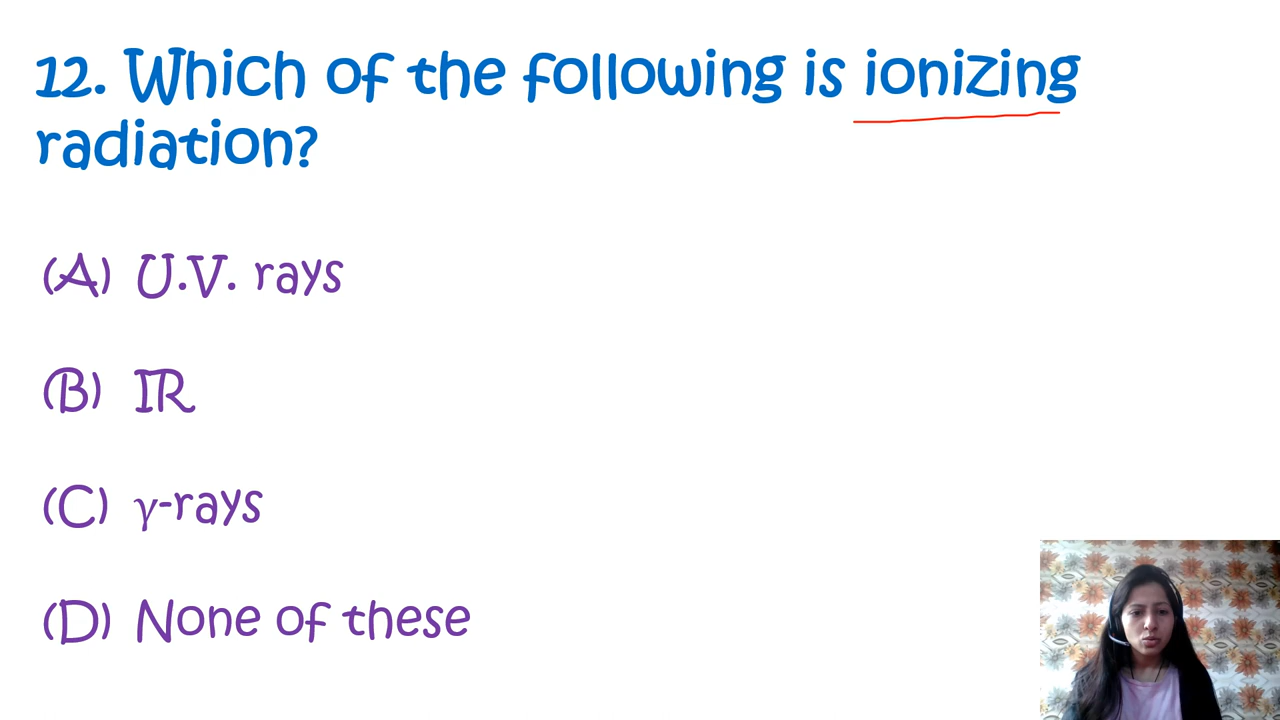 12. Which of the following is ionizing
radiation?
(A) U.V. rays
(B) IR
(C) γ-rays
(D) None of these